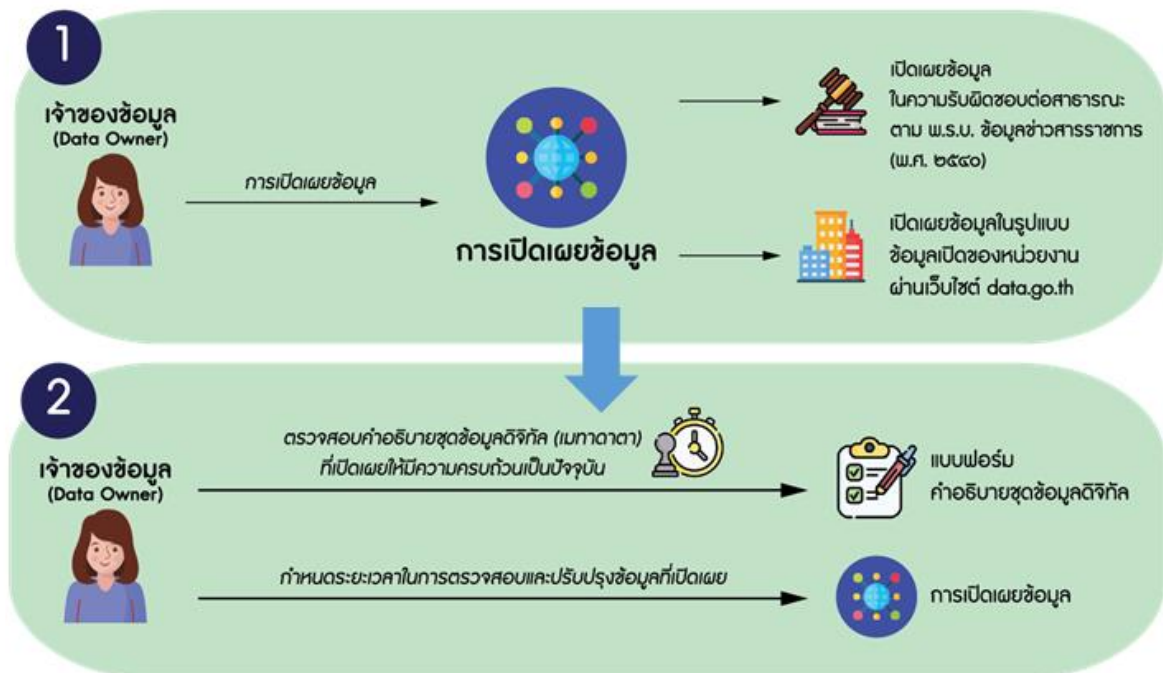 1
เจ้าของข้อมูล
(Data Owner)
การเปิดเผยข้อมูล
การเปิดเผยข้อมูล
เปิดเผยข้อมูล
ในความรับผิดชอบต่อสาธารณะ
ตาม พ.ร.บ. ข้อมูลข่าวสารราชการ
(พ.ศ. ๒๕๔๐)
เปิดเผยข้อมูลในรูปแบบ
ข้อมูลเปิดของหน่วยงาน
ผ่านเว็บไซต์ data.go.th
2
เจ้าของข้อมูล
(Data Owner)
ตรวจสอบคำอธิบายชุดข้อมูลดิจิทัล (เมทาดาตา)
ที่เปิดเผยให้มีความครบถ้วนเป็นปัจจุบัน
แบบฟอร์ม
คำอธิบายชุดข้อมูลดิจิทัล
กำหนดระยะเวลาในการตรวจสอบและปรับปรุงข้อมูลที่เปิดเผย
การเปิดเผยข้อมูล